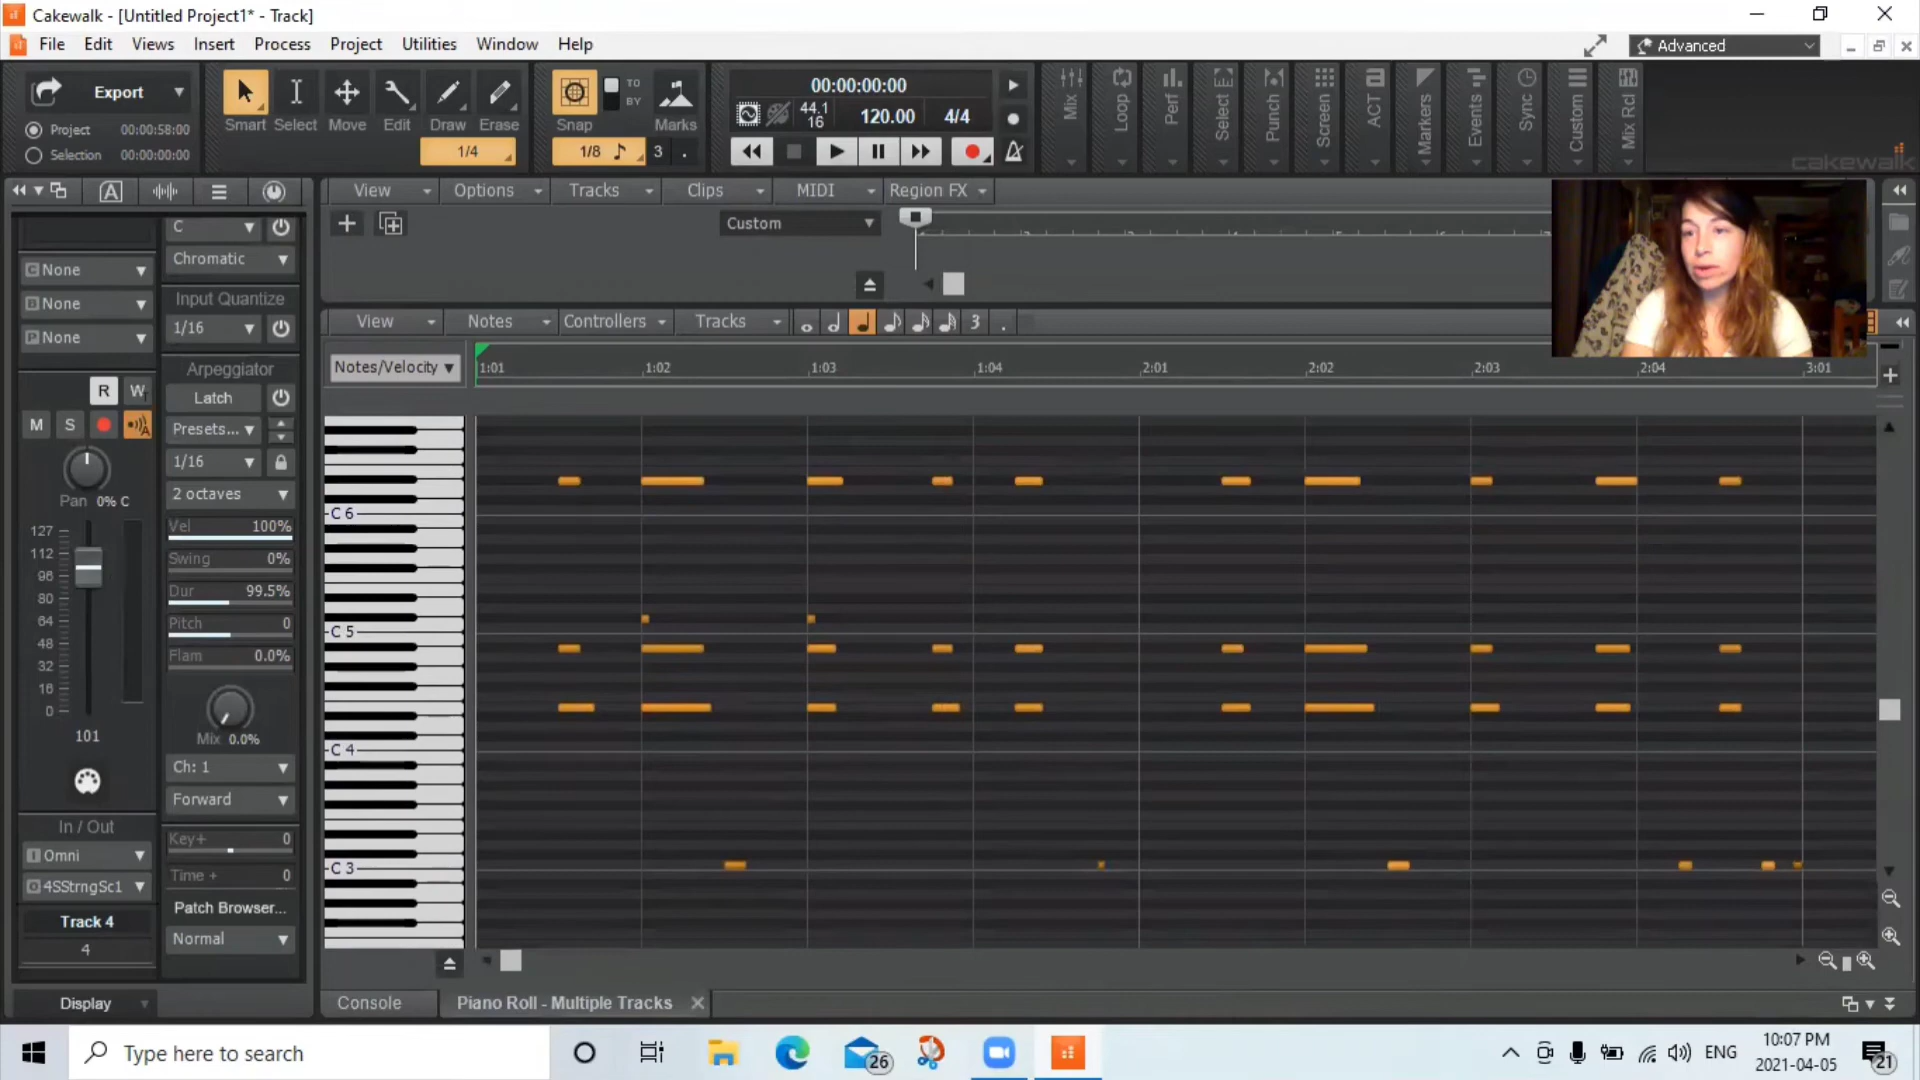 Cakewalk - [Untitled Project1* - Track]
File Edit Views Insert Process Project Utilities Window Help
Advanced
Export
Project 00:00:58:00
Selection 00:00:00:00
Smart Select Move Edit Draw Erase
1/4
Snap TO BY Marks
1/8 3 .
00:00:00:00
44.1 16 120.00 4/4
Mix Loop Perf Select Punch Screen ACT Markers Events Sync Custom Mix Rcl
cakewalk
View Options Tracks Clips MIDI Region FX
Custom
C
Chromatic
None
None
None
Input Quantize
1/16
Arpeggiator
Latch
Presets...
1/16
2 octaves
Vel 100%
Swing 0%
Dur 99.5%
Pitch 0
Flam 0.0%
Mix 0.0%
Ch: 1
Forward
Key+ 0
Time + 0
Patch Browser...
Normal
R W
M S
Pan 0% C
127
112
96
80
64
48
32
16
0
101
In / Out
Omni
4SStrngSc1
Track 4
4
Display
View Notes Controllers Tracks 3 .
Notes/Velocity
1:01 1:02 1:03 1:04 2:01 2:02 2:03 2:04 3:01
C 6
C 5
C 4
C 3
Console Piano Roll - Multiple Tracks
Type here to search
26
ENG
10:07 PM
2021-04-05
21